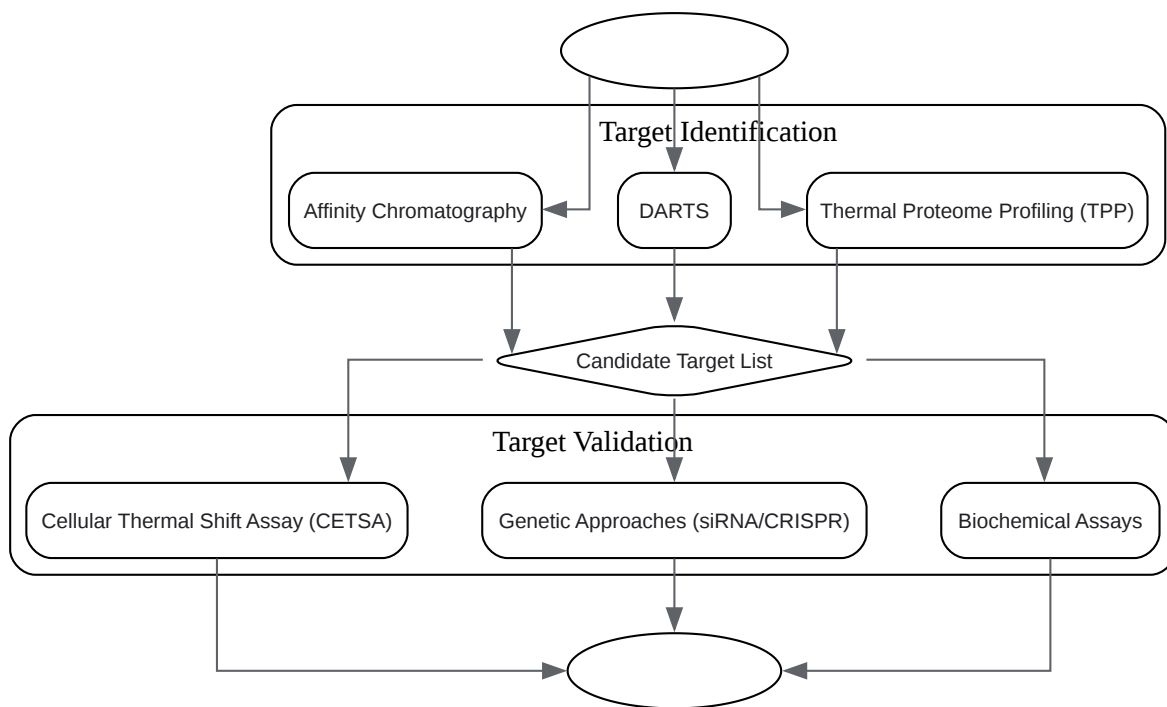 Target Identification
Affinity Chromatography
DARTS
Thermal Proteome Profiling (TPP)
Candidate Target List
Target Validation
Cellular Thermal Shift Assay (CETSA)
Genetic Approaches (siRNA/CRISPR)
Biochemical Assays